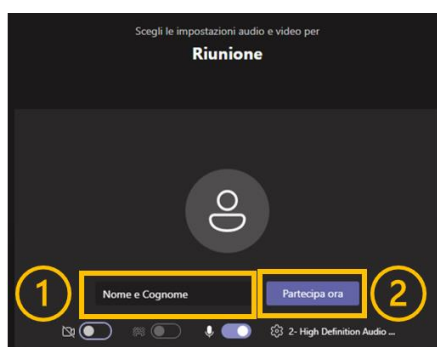 Scegli le impostazioni audio e video per
Riunione
1 Nome e Cognome Partecipa ora 2
2- High Definition Audio ...